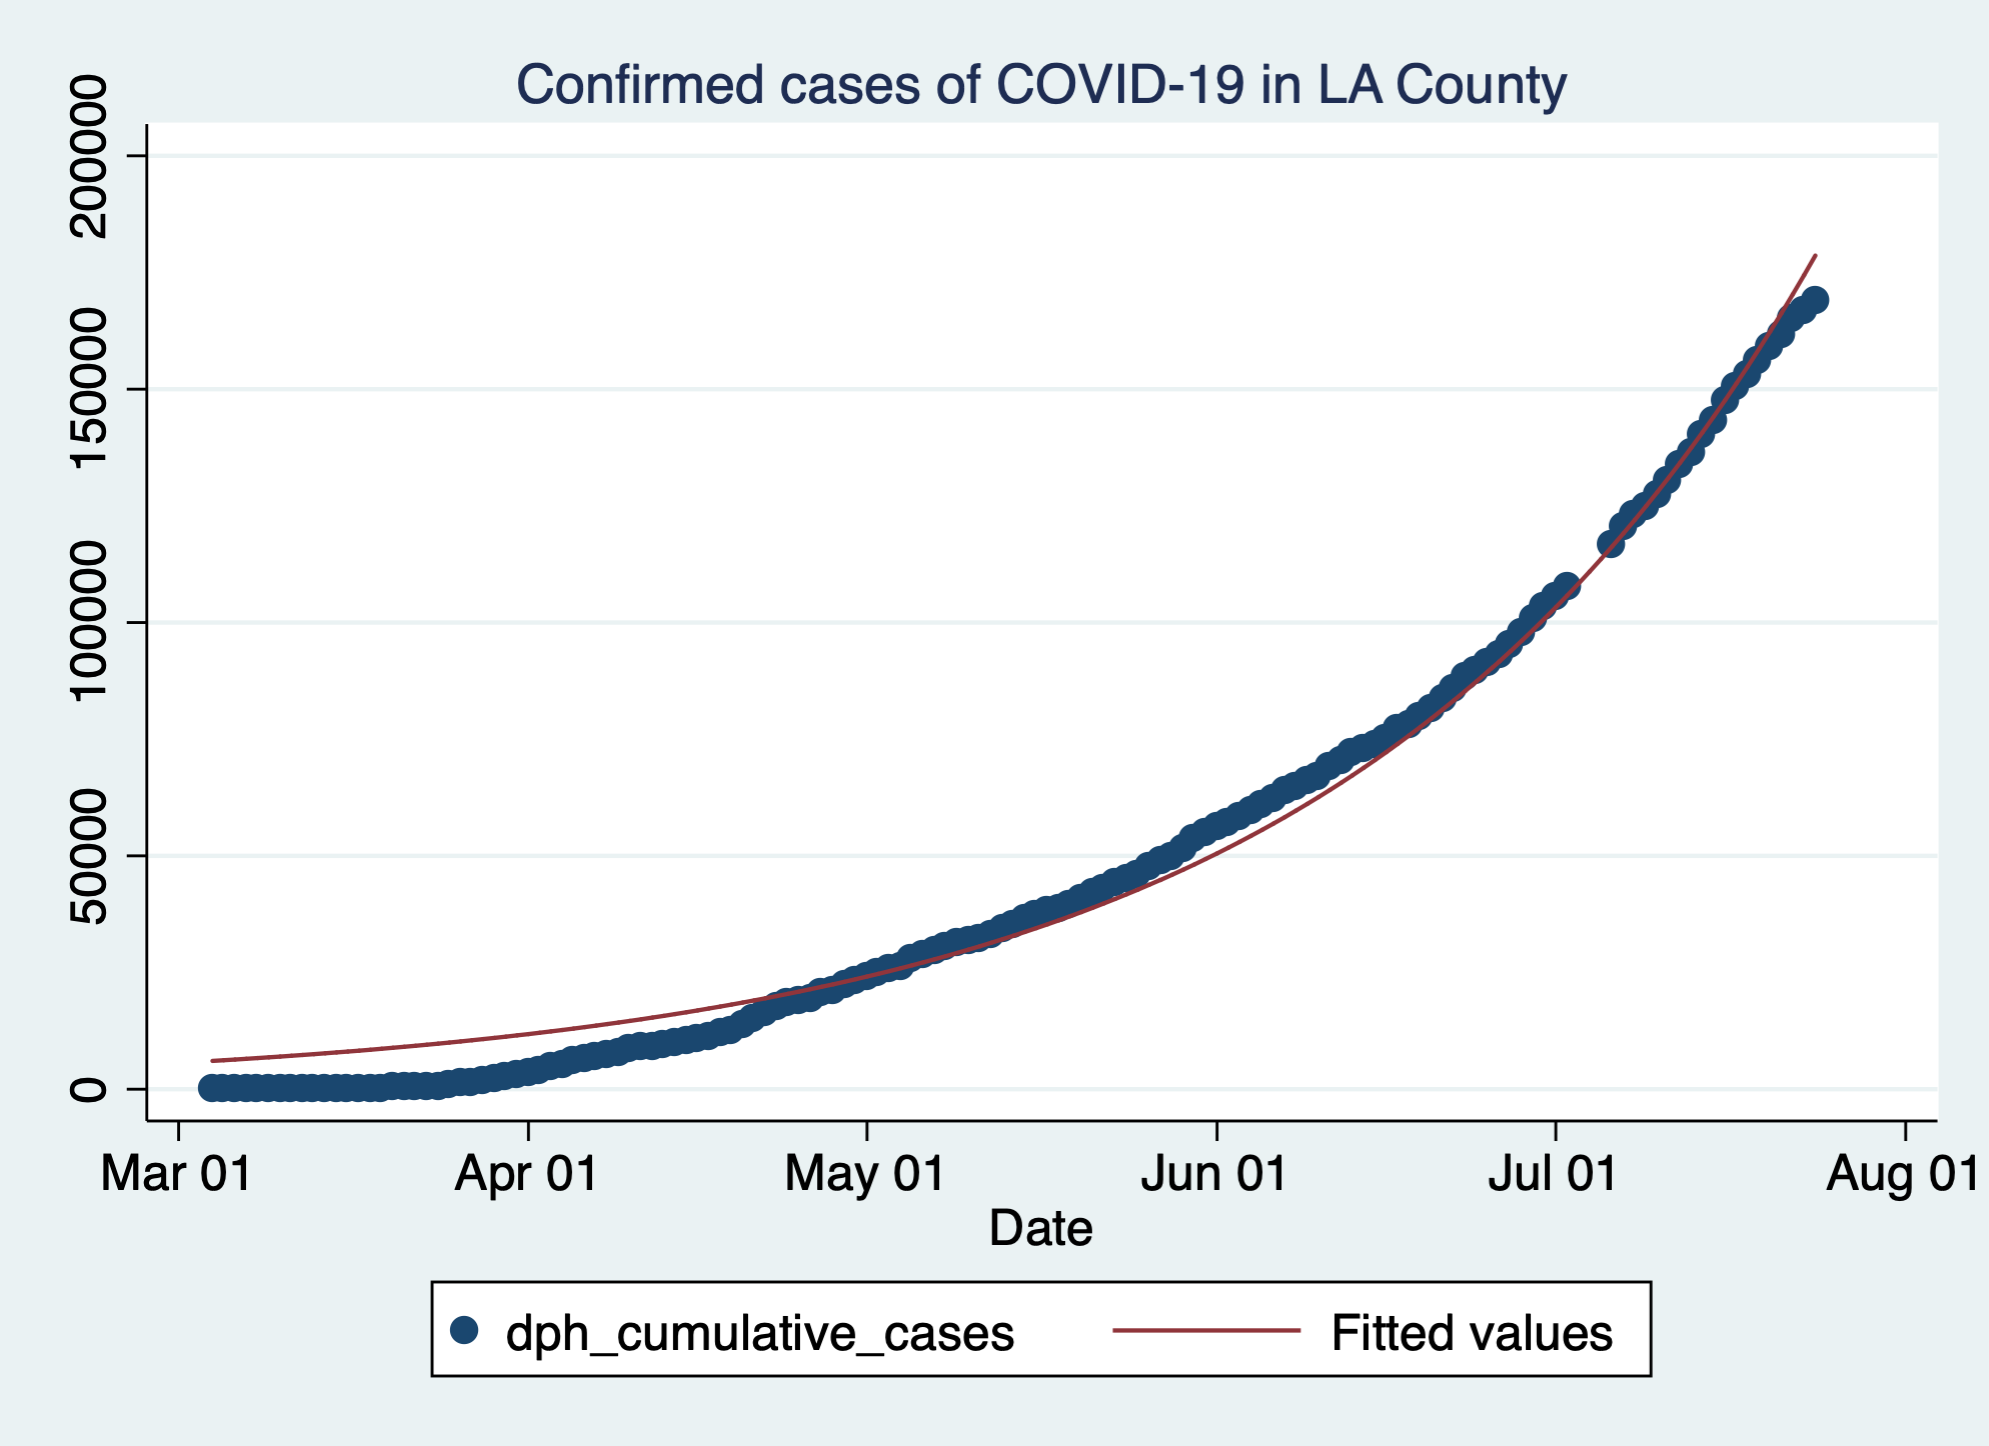 Confirmed cases of COVID-19 in LA County
200000
150000
100000
50000
0
Mar 01 Apr 01 May 01 Jun 01 Jul 01 Aug 01
Date
dph_cumulative_cases Fitted values